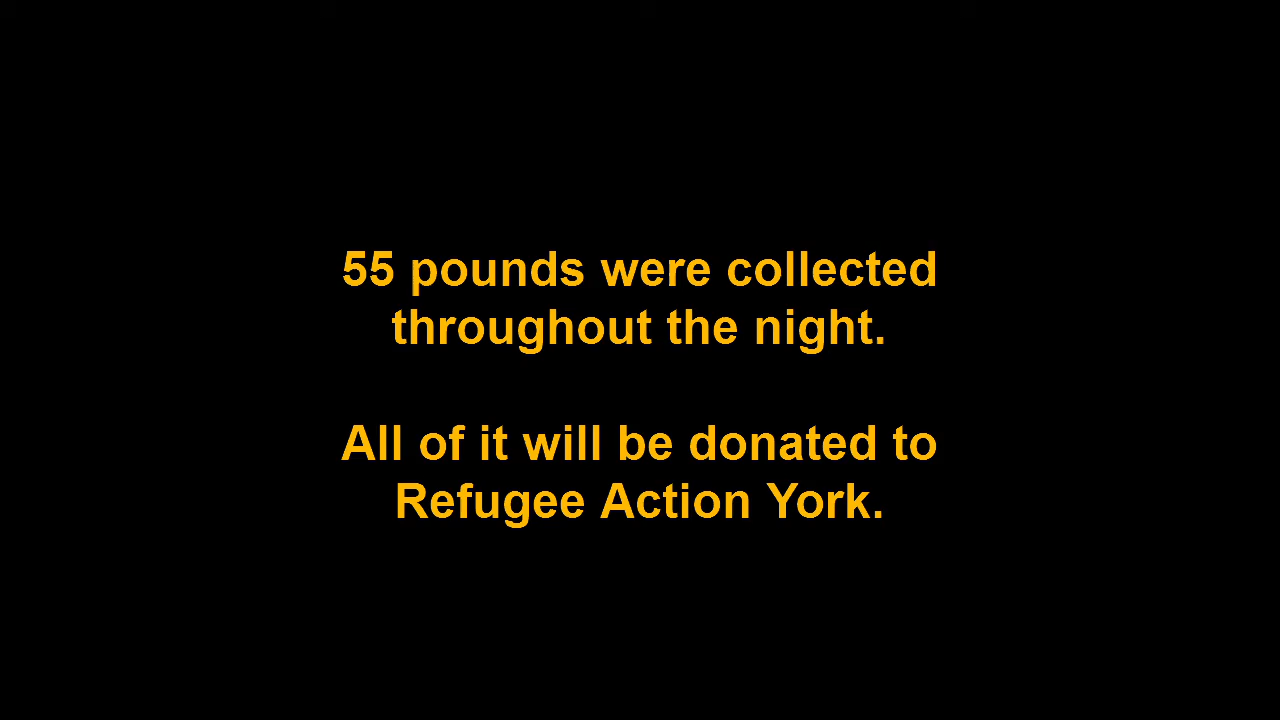 55 pounds were collected
throughout the night.
All of it will be donated to
Refugee Action York.